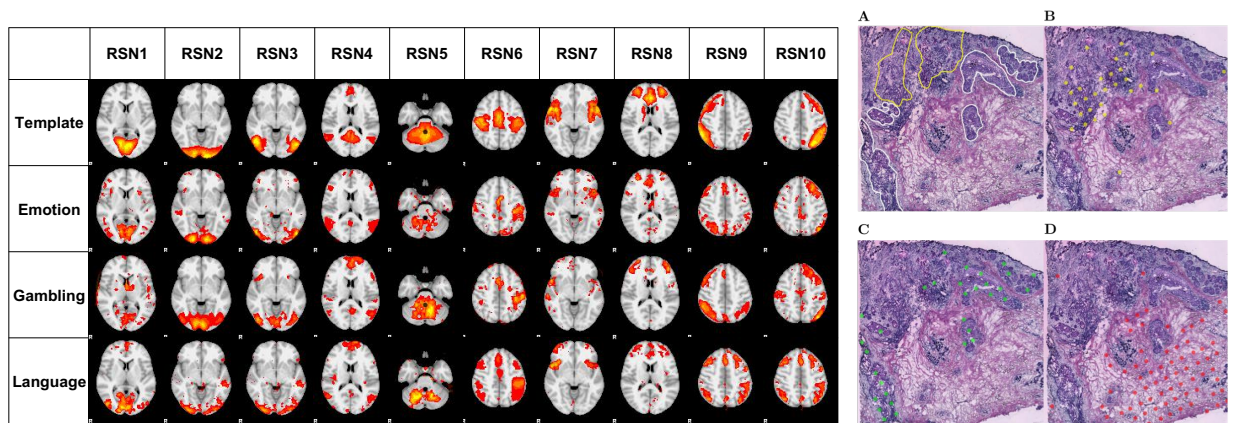 RSN1 RSN2 RSN3 RSN4 RSN5 RSN6 RSN7 RSN8 RSN9 RSN10
Template
Emotion
Gambling
Language
A B
C D